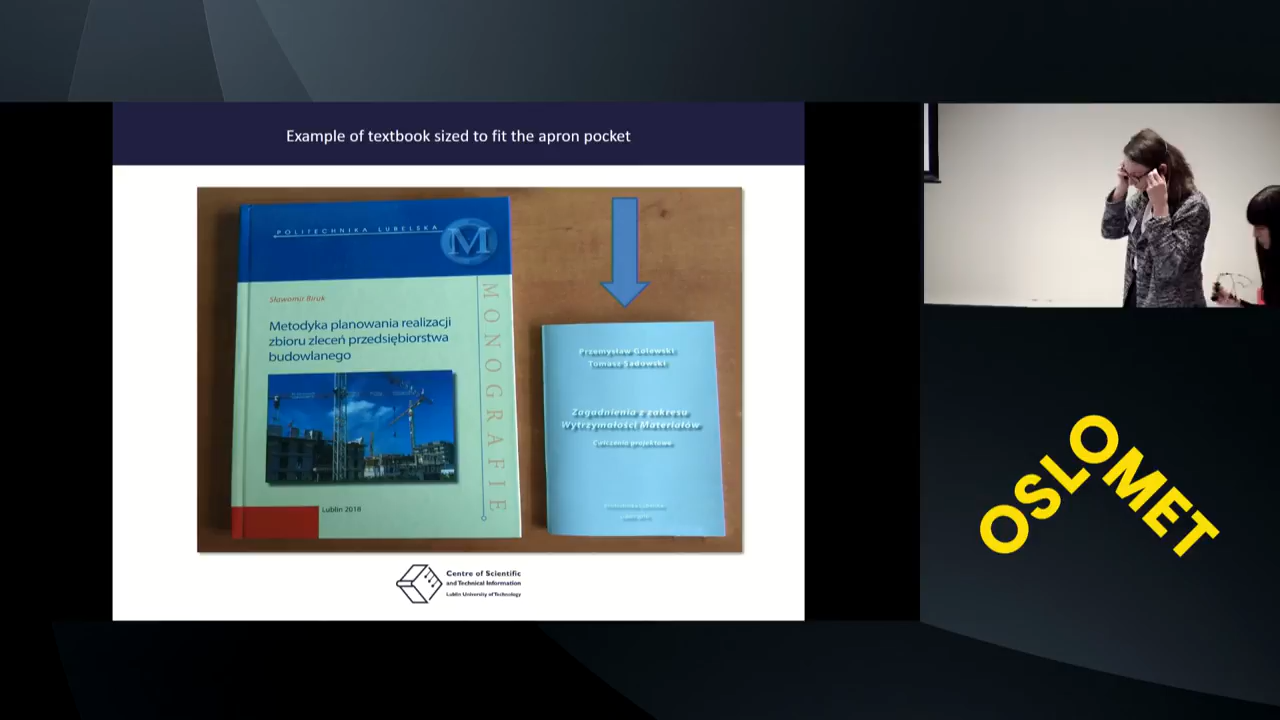 Example of textbook sized to fit the apron pocket
POLITECHNIKA LUBELSKA
M
MONOGRAFIE
Sławomir Biruk
Metodyka planowania realizacji
zbioru zleceń przedsiębiorstwa
budowlanego
Lublin 2018
Przemysław Golewski
Tomasz Sadowski
Zagadnienia z zakresu
Wytrzymałości Materiałów
Ćwiczenia projektowe
Centre of Scientific
and Technical Information
Lublin University of Technology
OSLOMET